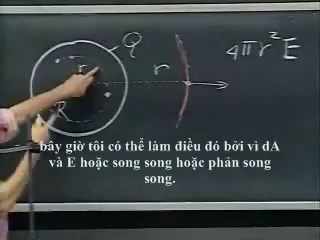 Q
r
r
4πr²E
R
bây giờ tôi có thể làm điều đó bởi vì dA
và E hoặc song song hoặc phản song
song.